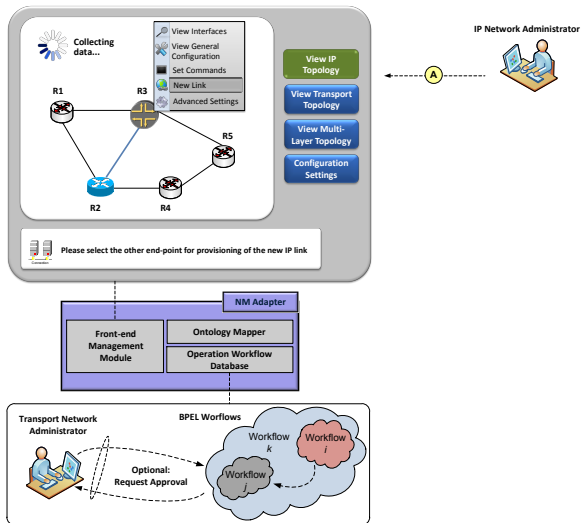 Collecting
data...
View Interfaces
View General
Configuration
Set Commands
New Link
Advanced Settings
R1
R3
R5
R2
R4
View IP
Topology
View Transport
Topology
View Multi-
Layer Topology
Configuration
Settings
IP Network Administrator
A
Please select the other end-point for provisioning of the new IP link
NM Adapter
Front-end
Management
Module
Ontology Mapper
Operation Workflow
Database
Transport Network
Administrator
BPEL Worflows
Optional:
Request Approval
Workflow
k
Workflow
i
Workflow
j